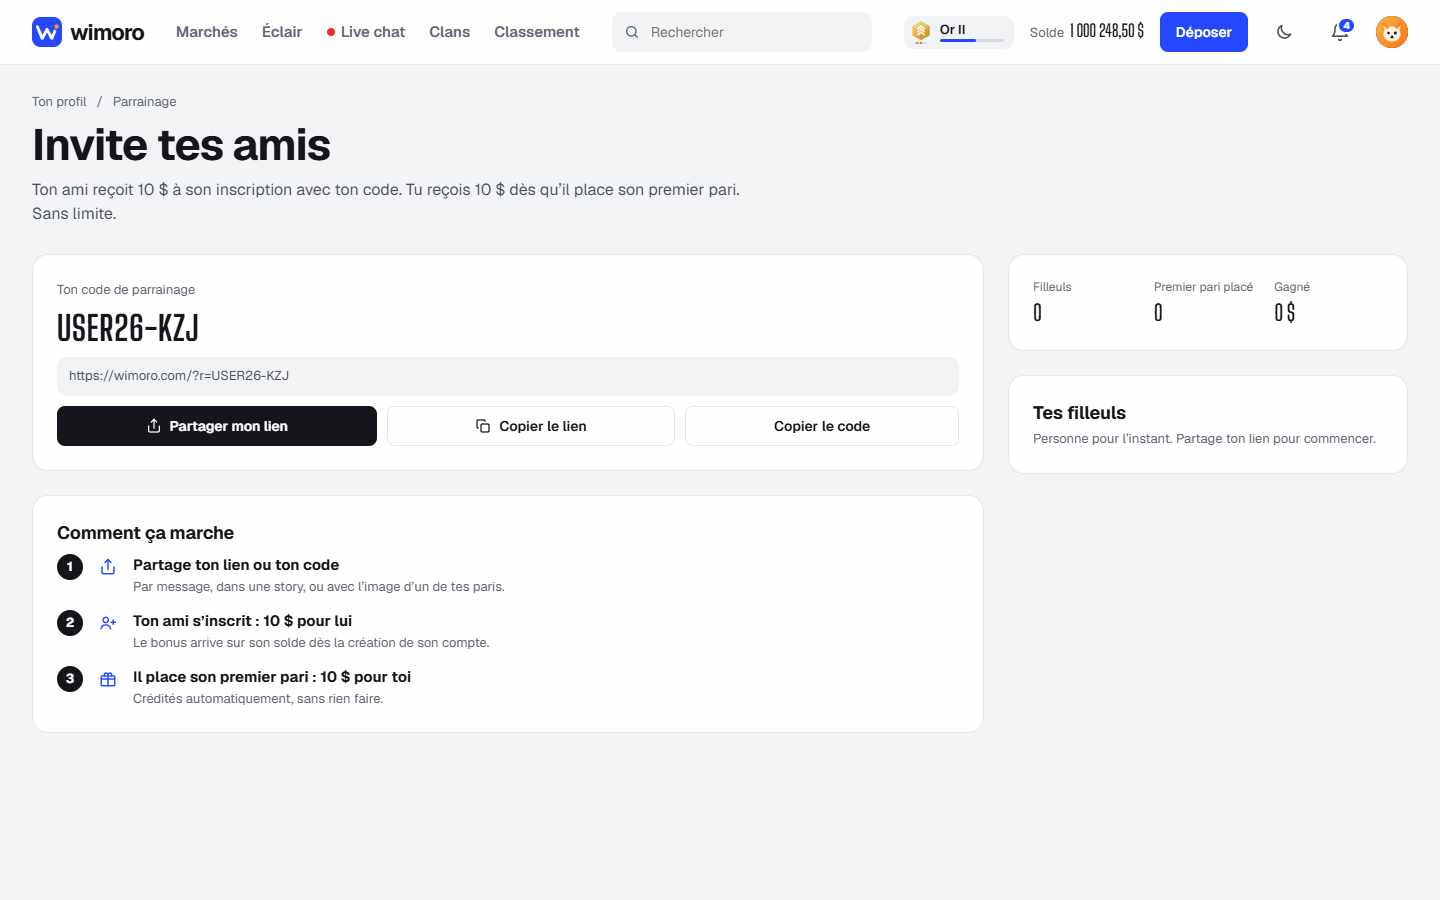 wimoro
Marchés
Éclair
Live chat
Clans
Classement
Rechercher
Or II
Solde 1 000 248,50 $
Déposer
4
Ton profil / Parrainage
Invite tes amis
Ton ami reçoit 10 $ à son inscription avec ton code. Tu reçois 10 $ dès qu’il place son premier pari.
Sans limite.
Ton code de parrainage
USER26-KZJ
https://wimoro.com/?r=USER26-KZJ
Partager mon lien
Copier le lien
Copier le code
Filleuls
0
Premier pari placé
0
Gagné
0 $
Tes filleuls
Personne pour l’instant. Partage ton lien pour commencer.
Comment ça marche
1
Partage ton lien ou ton code
Par message, dans une story, ou avec l’image d’un de tes paris.
2
Ton ami s’inscrit : 10 $ pour lui
Le bonus arrive sur son solde dès la création de son compte.
3
Il place son premier pari : 10 $ pour toi
Crédités automatiquement, sans rien faire.